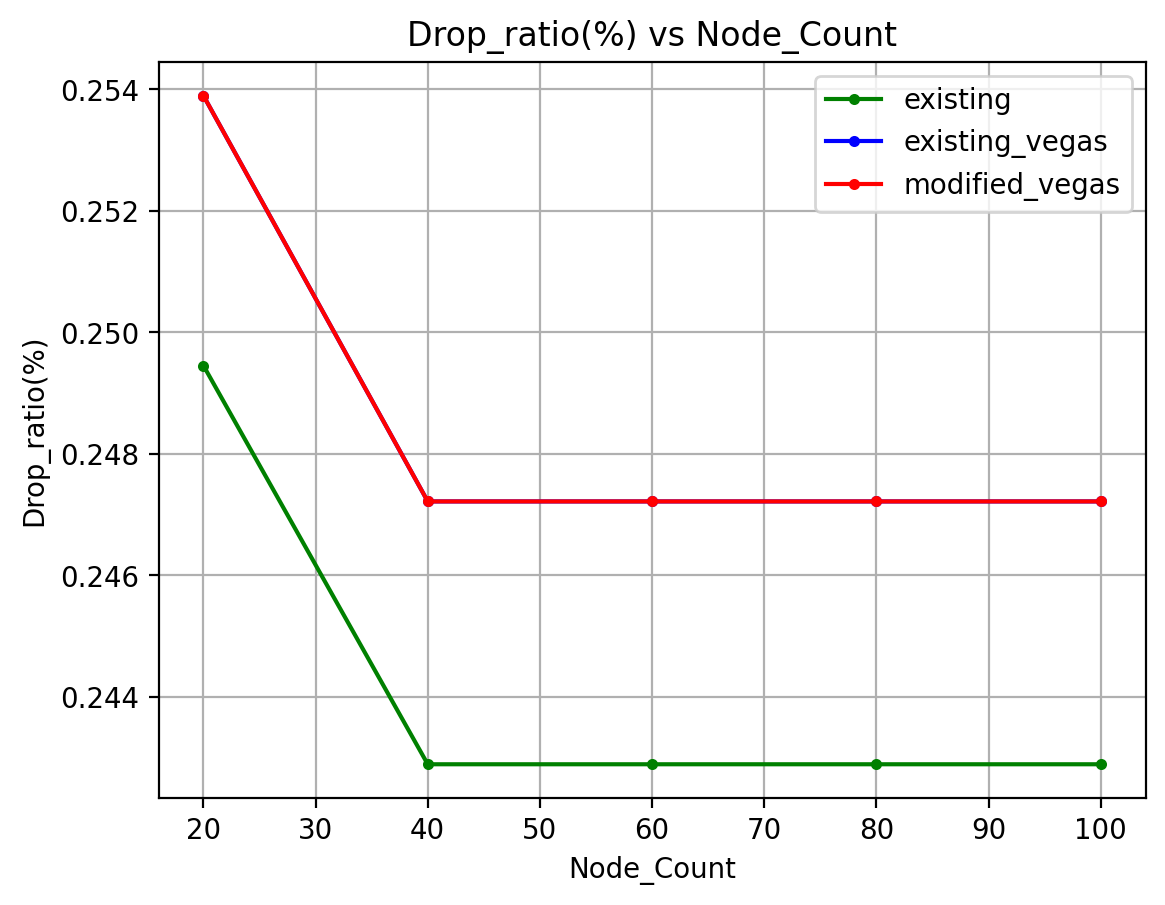 Drop_ratio(%) vs Node_Count
existing
existing_vegas
modified_vegas
Drop_ratio(%)
0.254
0.252
0.250
0.248
0.246
0.244
20 30 40 50 60 70 80 90 100
Node_Count